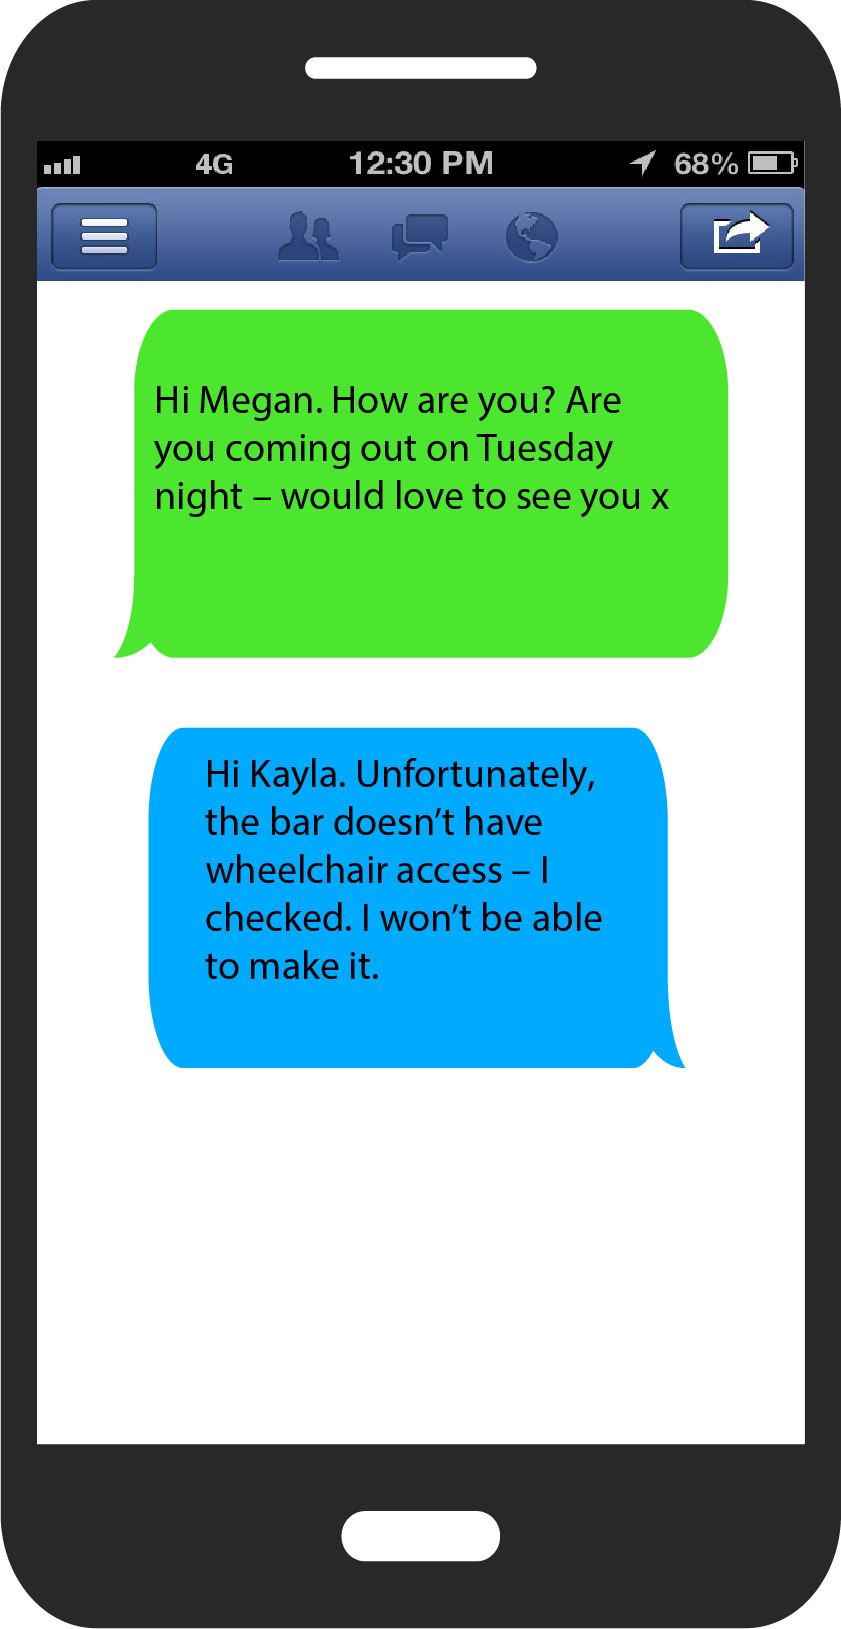 4G 12:30 PM 68%
Hi Megan. How are you? Are
you coming out on Tuesday
night – would love to see you x
Hi Kayla. Unfortunately,
the bar doesn’t have
wheelchair access – I
checked. I won’t be able
to make it.